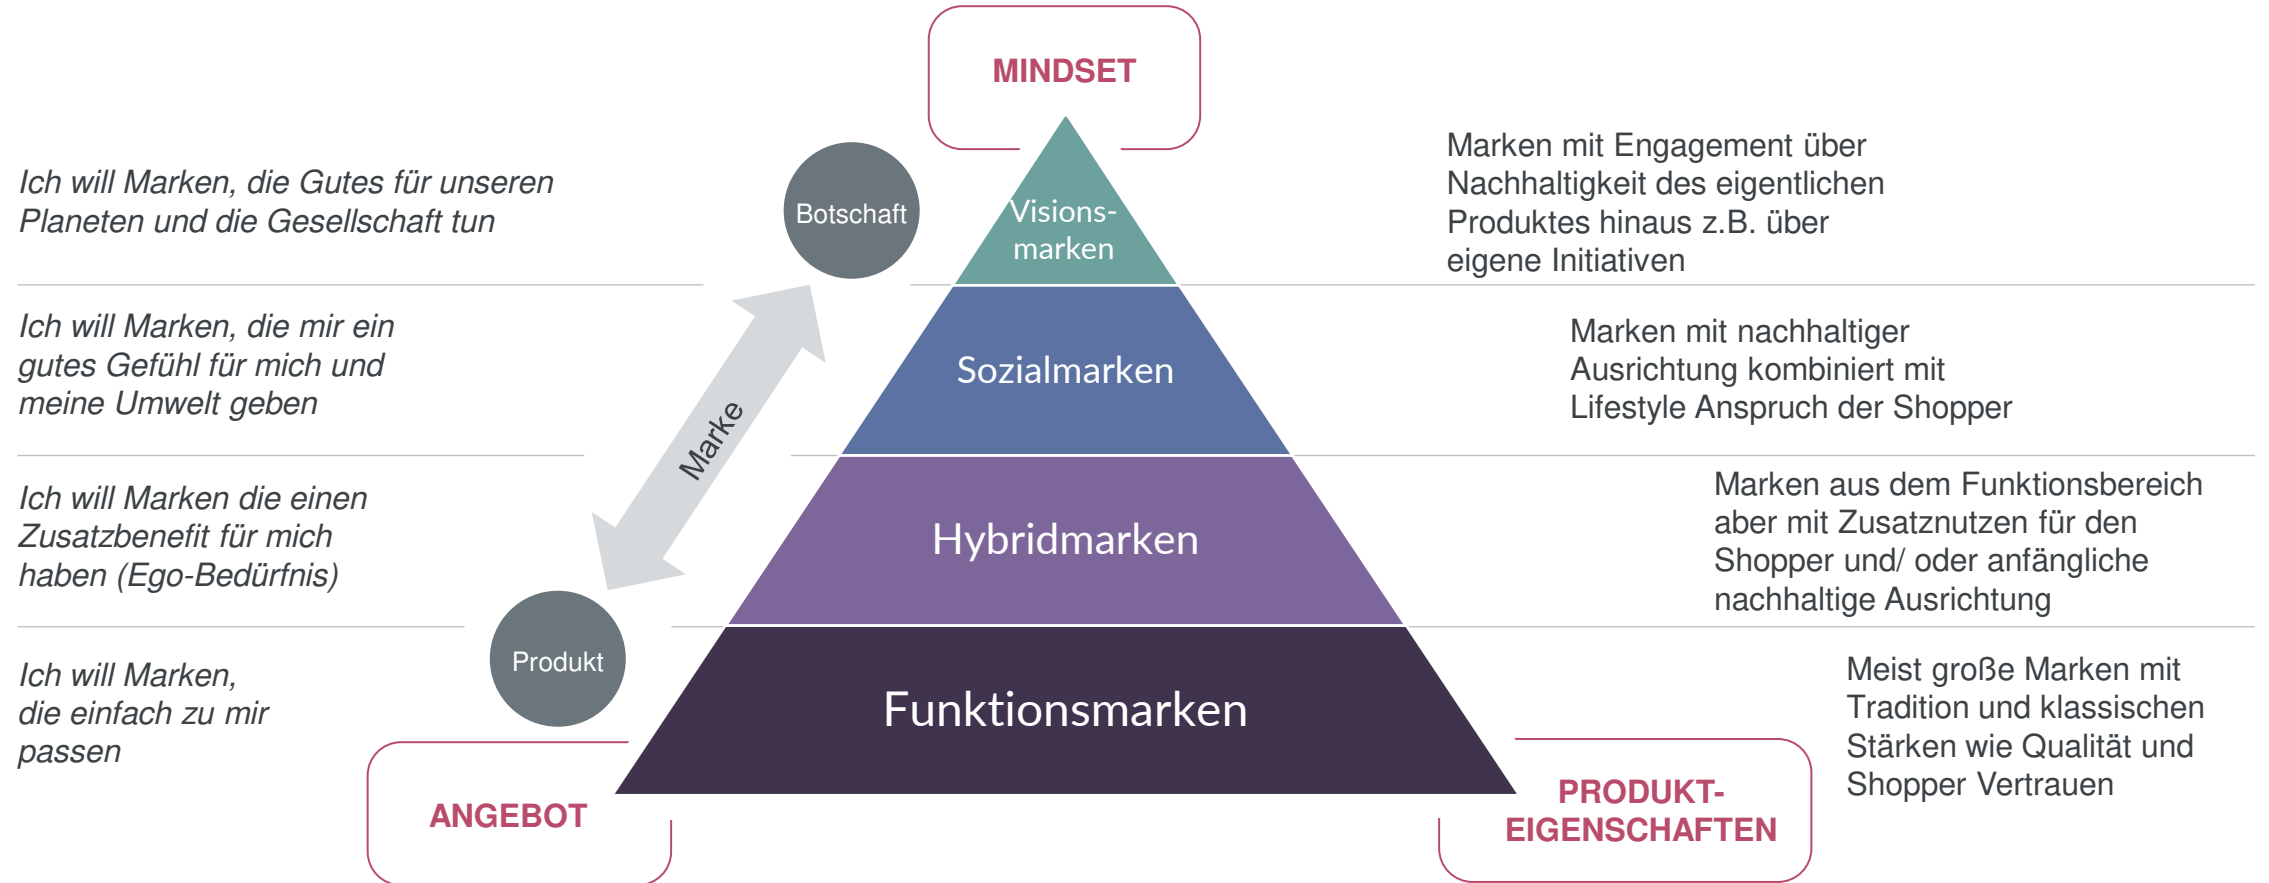 MINDSET
Ich will Marken, die Gutes für unseren
Planeten und die Gesellschaft tun
Botschaft
Visions-
marken
Marken mit Engagement über
Nachhaltigkeit des eigentlichen
Produktes hinaus z.B. über
eigene Initiativen
Ich will Marken, die mir ein
gutes Gefühl für mich und
meine Umwelt geben
Marke
Sozialmarken
Marken mit nachhaltiger
Ausrichtung kombiniert mit
Lifestyle Anspruch der Shopper
Ich will Marken die einen
Zusatzbenefit für mich
haben (Ego-Bedürfnis)
Hybridmarken
Marken aus dem Funktionsbereich
aber mit Zusatznutzen für den
Shopper und/ oder anfängliche
nachhaltige Ausrichtung
Ich will Marken,
die einfach zu mir
passen
Produkt
Funktionsmarken
Meist große Marken mit
Tradition und klassischen
Stärken wie Qualität und
Shopper Vertrauen
ANGEBOT
PRODUKT-
EIGENSCHAFTEN